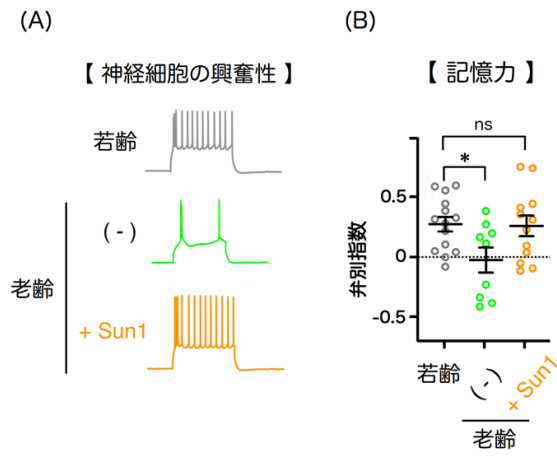 (A)
【 神経細胞の興奮性 】
若齢
(-)
老齢
+ Sun1
(B)
【 記憶力 】
ns
*
0.5
0
-0.5
弁別指数
若齢
(-)
+ Sun1
老齢